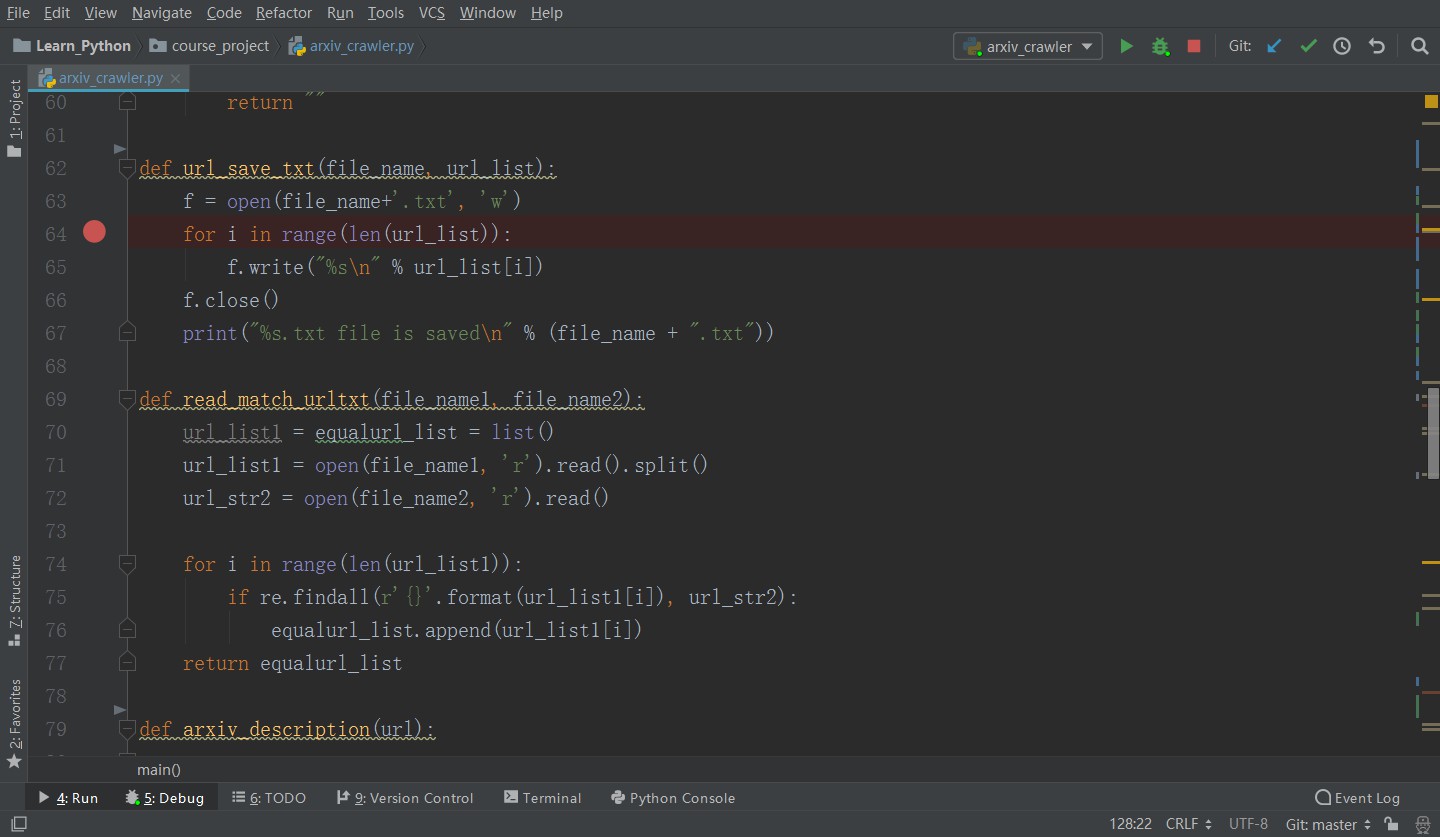 File Edit View Navigate Code Refactor Run Tools VCS Window Help
Learn_Python course_project arxiv_crawler.py arxiv_crawler Git:
arxiv_crawler.py
1: Project
7: Structure
2: Favorites
60 return ""
61
62 def url_save_txt(file_name, url_list):
63 f = open(file_name+'.txt', 'w')
64 for i in range(len(url_list)):
65 f.write("%s\n" % url_list[i])
66 f.close()
67 print("%s.txt file is saved\n" % (file_name + ".txt"))
68
69 def read_match_urltxt(file_name1, file_name2):
70 url_list1 = equalurl_list = list()
71 url_list1 = open(file_name1, 'r').read().split()
72 url_str2 = open(file_name2, 'r').read()
73
74 for i in range(len(url_list1)):
75 if re.findall(r'{}'.format(url_list1[i]), url_str2):
76 equalurl_list.append(url_list1[i])
77 return equalurl_list
78
79 def arxiv_description(url):
main()
4: Run 5: Debug 6: TODO 9: Version Control Terminal Python Console Event Log
128:22 CRLF UTF-8 Git: master